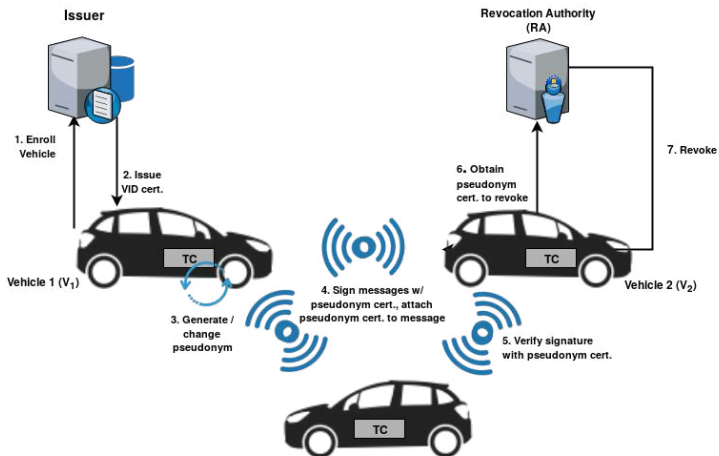 Issuer
Revocation Authority
(RA)
1. Enroll
Vehicle
2. Issue
VID cert.
6. Obtain
pseudonym
cert. to revoke
7. Revoke
TC
TC
Vehicle 1 (V₁)
Vehicle 2 (V₂)
4. Sign messages w/
pseudonym cert., attach
pseudonym cert. to message
3. Generate /
change
pseudonym
5. Verify signature
with pseudonym cert.
TC